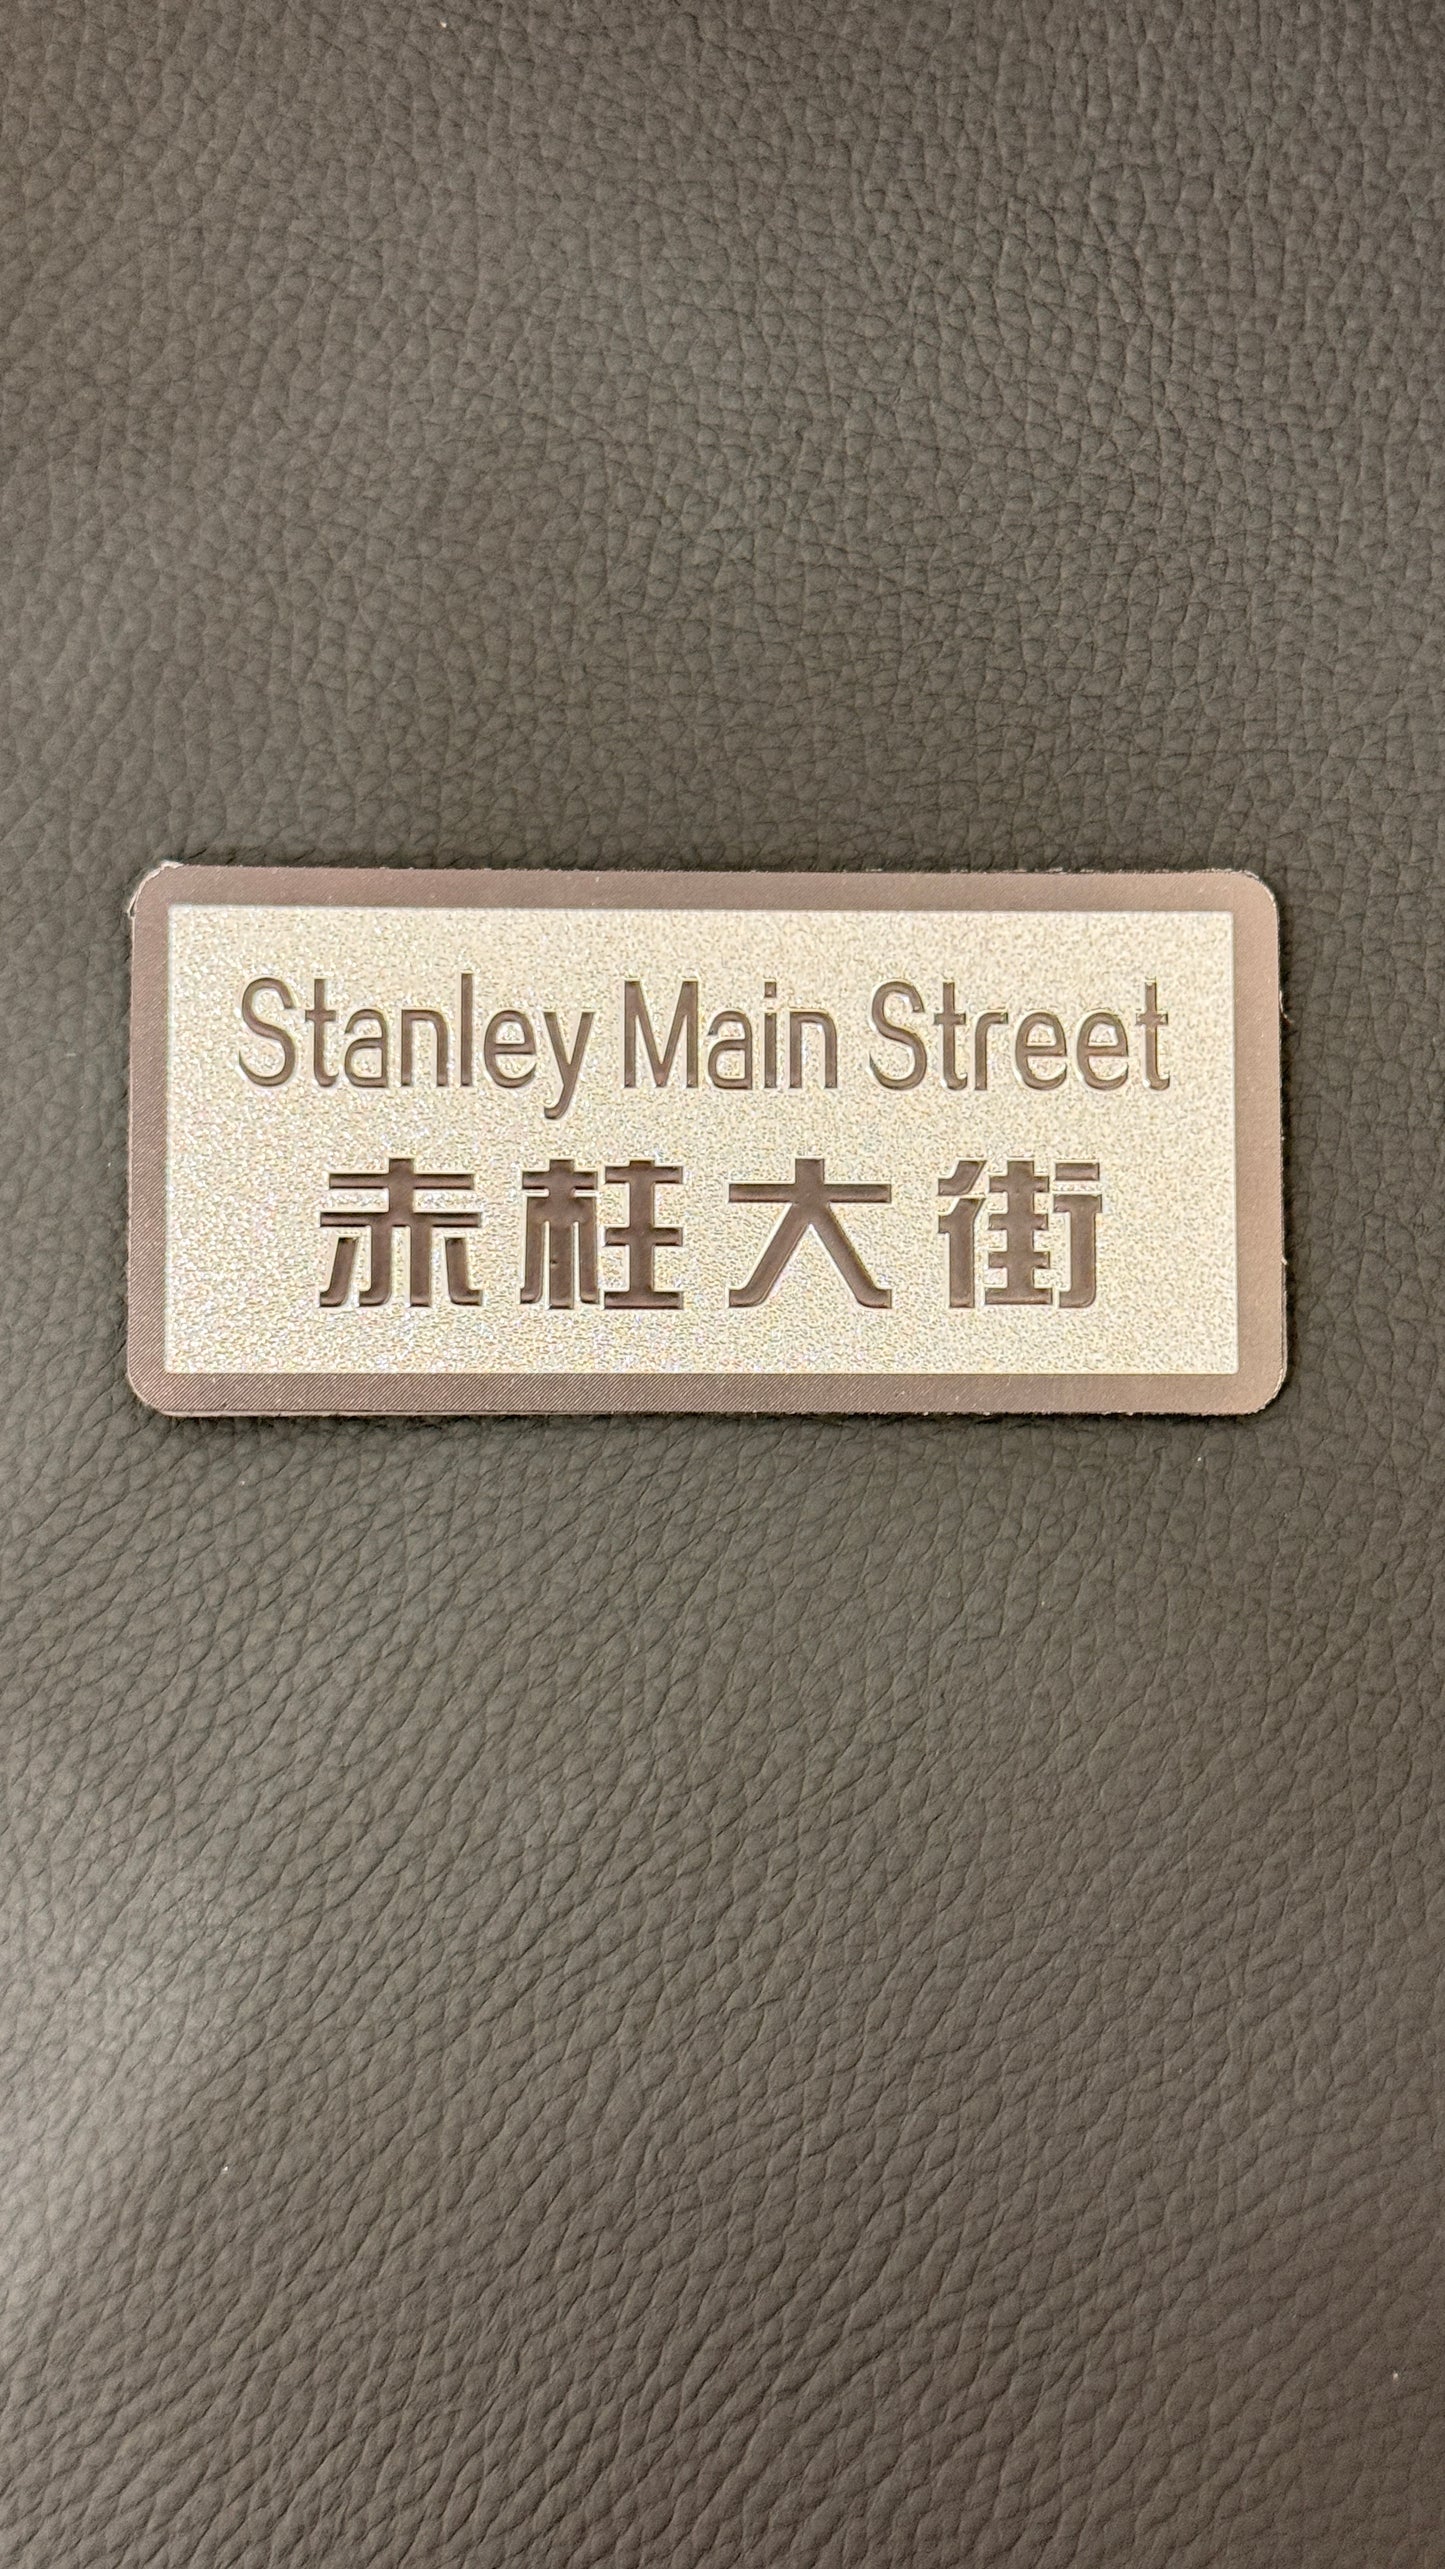 Stanley Main Street
赤柱大街